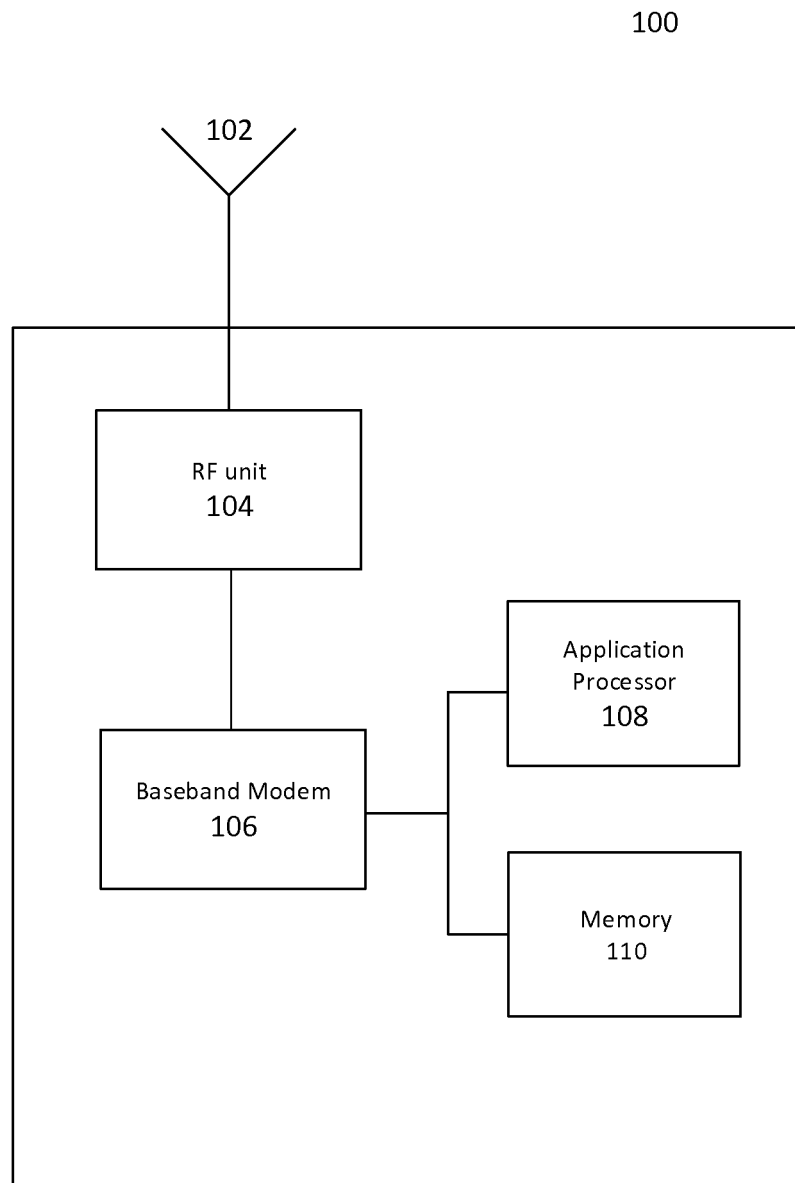 100
102
RF unit
104
Application
Processor
108
Baseband Modem
106
Memory
110